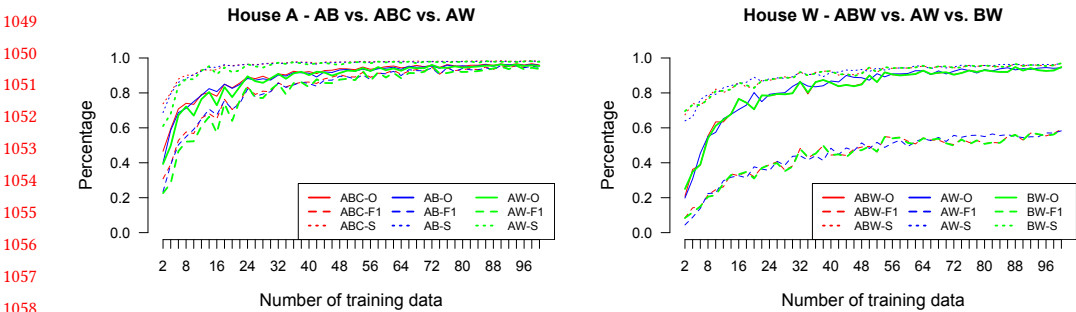 1049
1050
1051
1052
1053
1054
1055
1056
1057
1058
House A - AB vs. ABC vs. AW
Percentage
1.0
0.8
0.6
0.4
0.2
0.0
ABC-O AB-O AW-O
ABC-F1 AB-F1 AW-F1
ABC-S AB-S AW-S
2 8 16 24 32 40 48 56 64 72 80 88 96
Number of training data
House W - ABW vs. AW vs. BW
Percentage
1.0
0.8
0.6
0.4
0.2
0.0
ABW-O AW-O BW-O
ABW-F1 AW-F1 BW-F1
ABW-S AW-S BW-S
2 8 16 24 32 40 48 56 64 72 80 88 96
Number of training data